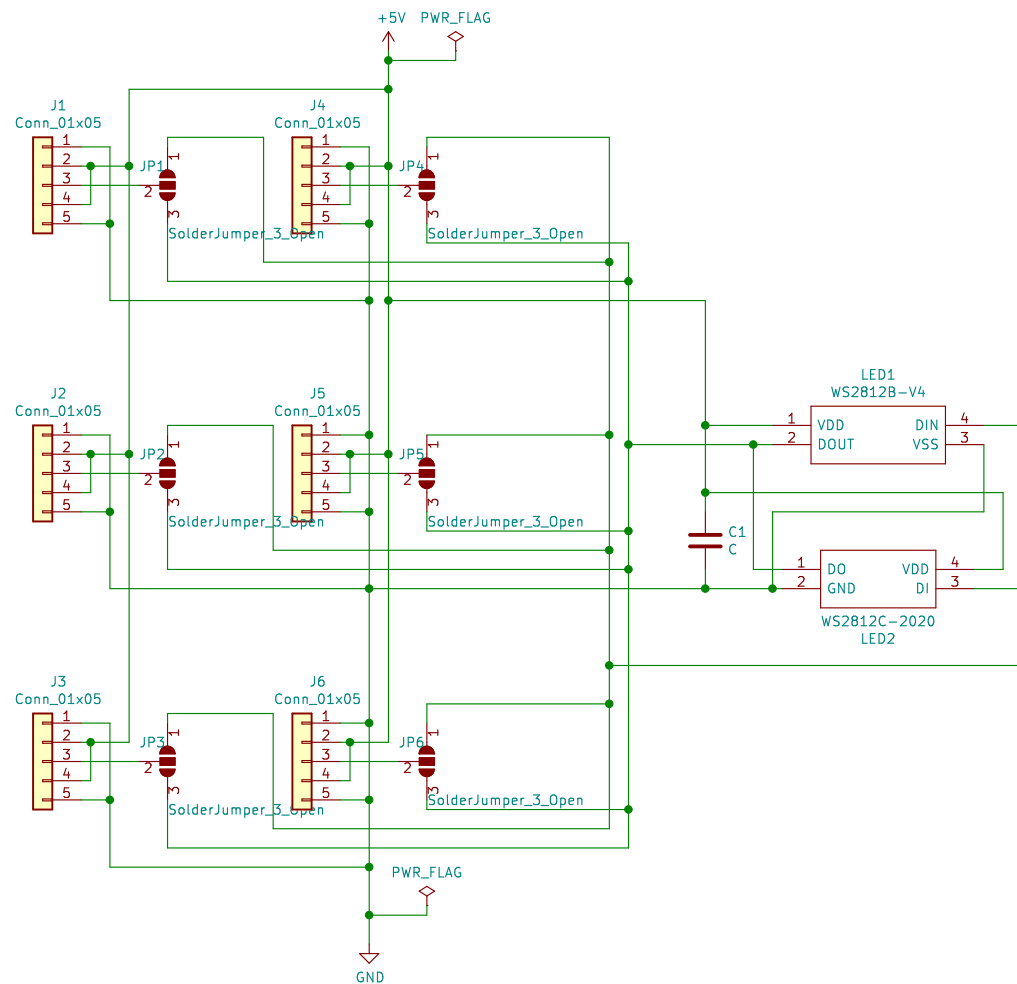 +5V PWR_FLAG
J1
Conn_01x05
1
2
3
4
5
JP1
1
2
3
SolderJumper_3_Open
J4
Conn_01x05
1
2
3
4
5
JP4
1
2
3
SolderJumper_3_Open
J2
Conn_01x05
1
2
3
4
5
JP2
1
2
3
SolderJumper_3_Open
J5
Conn_01x05
1
2
3
4
5
JP5
1
2
3
SolderJumper_3_Open
LED1
WS2812B-V4
1 VDD DIN 4
2 DOUT VSS 3
C1
C
1 DO VDD 4
2 GND DI 3
WS2812C-2020
LED2
J3
Conn_01x05
1
2
3
4
5
JP3
1
2
3
SolderJumper_3_Open
J6
Conn_01x05
1
2
3
4
5
JP6
1
2
3
SolderJumper_3_Open
PWR_FLAG
GND